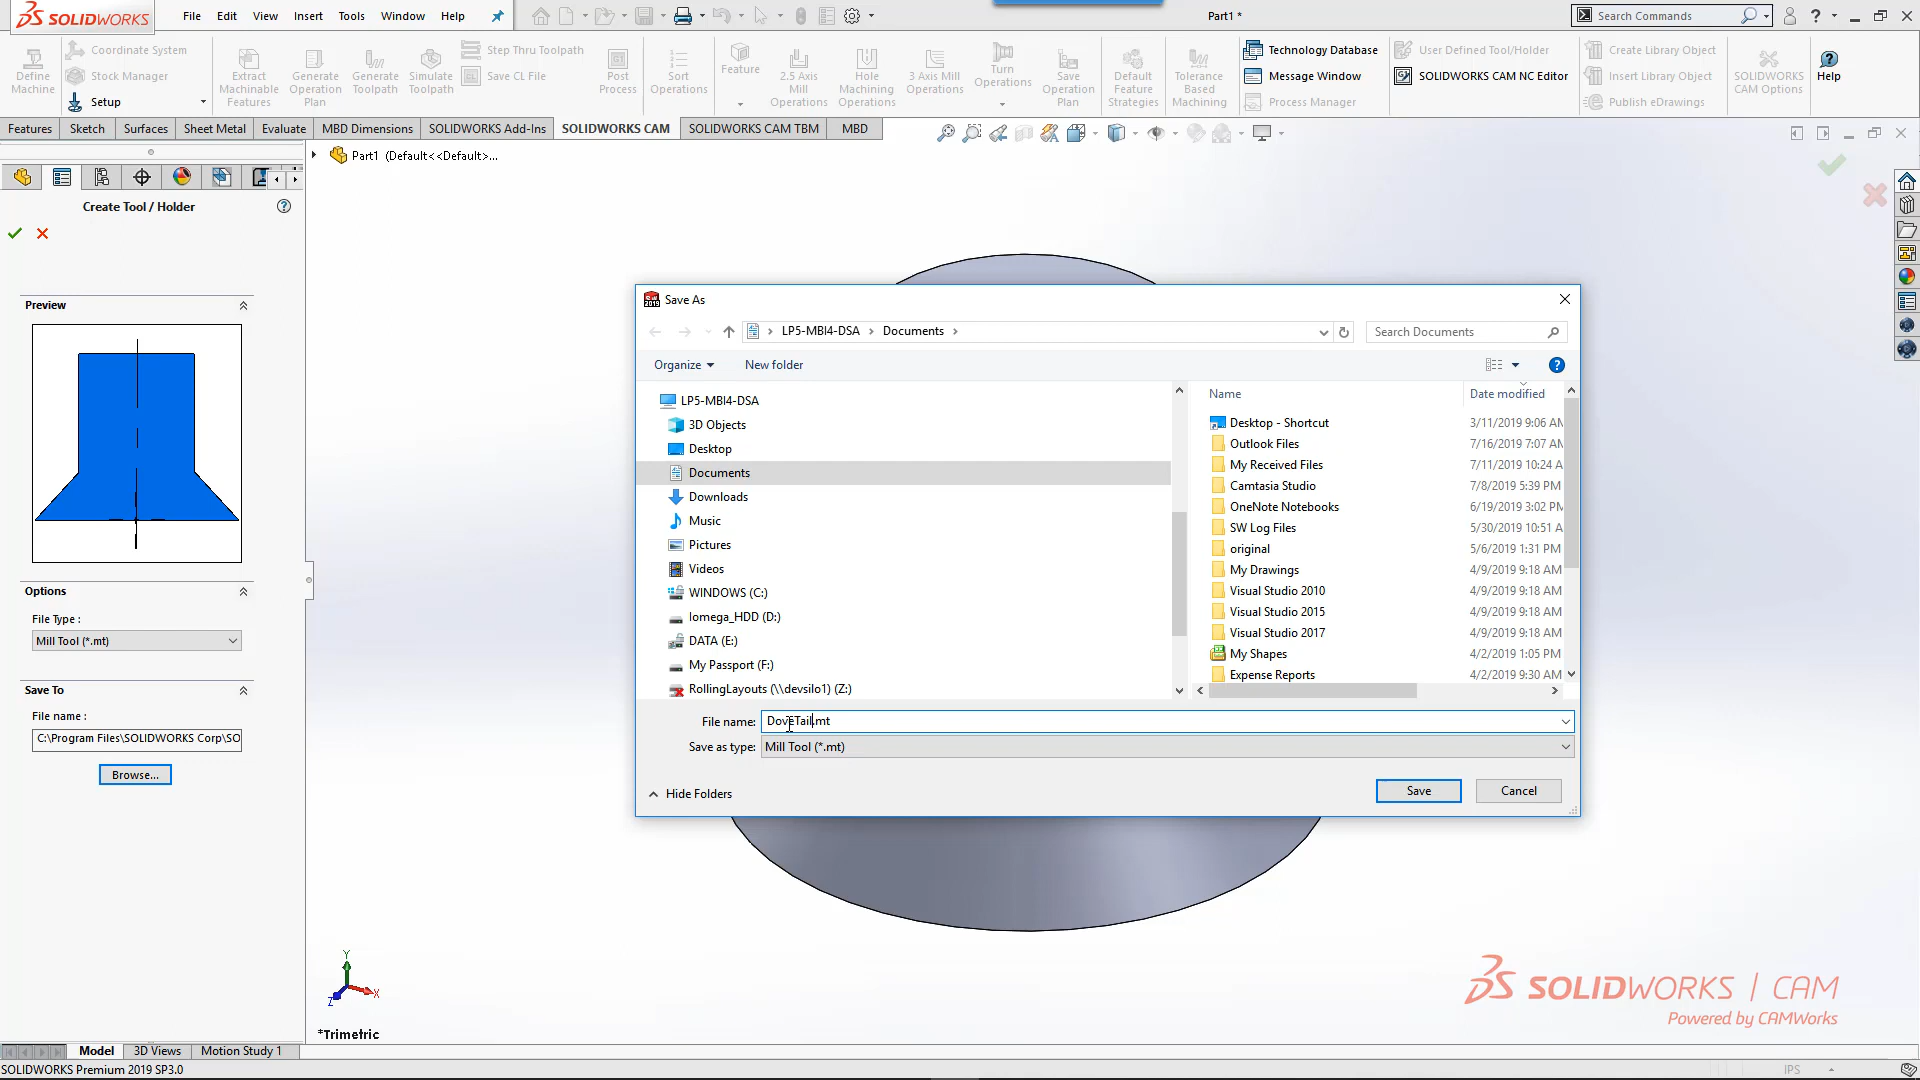 SOLIDWORKS File Edit View Insert Tools Window Help Part1 * Search Commands
Define Machine
Coordinate System
Stock Manager
Setup
Extract Machinable Features
Generate Operation Plan
Generate Toolpath
Simulate Toolpath
Step Thru Toolpath
Save CL File
Post Process
Sort Operations
Feature
2.5 Axis Mill Operations
Hole Machining Operations
3 Axis Mill Operations
Turn Operations
Save Operation Plan
Default Feature Strategies
Tolerance Based Machining
Technology Database
Message Window
Process Manager
User Defined Tool/Holder
SOLIDWORKS CAM NC Editor
Create Library Object
Insert Library Object
Publish eDrawings
SOLIDWORKS CAM Options
Help
Features Sketch Surfaces Sheet Metal Evaluate MBD Dimensions SOLIDWORKS Add-Ins SOLIDWORKS CAM SOLIDWORKS CAM TBM MBD
Part1 (Default<<Default>...
Create Tool / Holder
Preview
Options
File Type :
Mill Tool (*.mt)
Save To
File name :
C:\Program Files\SOLIDWORKS Corp\SO
Browse...
Save As
LP5-MBI4-DSA > Documents >
Search Documents
Organize New folder
LP5-MBI4-DSA
3D Objects
Desktop
Documents
Downloads
Music
Pictures
Videos
WINDOWS (C:)
Iomega_HDD (D:)
DATA (E:)
My Passport (F:)
RollingLayouts (\\devsilo1) (Z:)
Name Date modified
Desktop - Shortcut 3/11/2019 9:06 AM
Outlook Files 7/16/2019 7:07 AM
My Received Files 7/11/2019 10:24 A
Camtasia Studio 7/8/2019 5:39 PM
OneNote Notebooks 6/19/2019 3:02 PM
SW Log Files 5/30/2019 10:51 A
original 5/6/2019 1:31 PM
My Drawings 4/9/2019 9:18 AM
Visual Studio 2010 4/9/2019 9:18 AM
Visual Studio 2015 4/9/2019 9:18 AM
Visual Studio 2017 4/9/2019 9:18 AM
My Shapes 4/2/2019 1:05 PM
Expense Reports 4/2/2019 9:30 AM
File name: DoveTail.mt
Save as type: Mill Tool (*.mt)
Hide Folders Save Cancel
Y
X
Z
*Trimetric
SOLIDWORKS | CAM
Powered by CAMWorks
Model 3D Views Motion Study 1
SOLIDWORKS Premium 2019 SP3.0 IPS